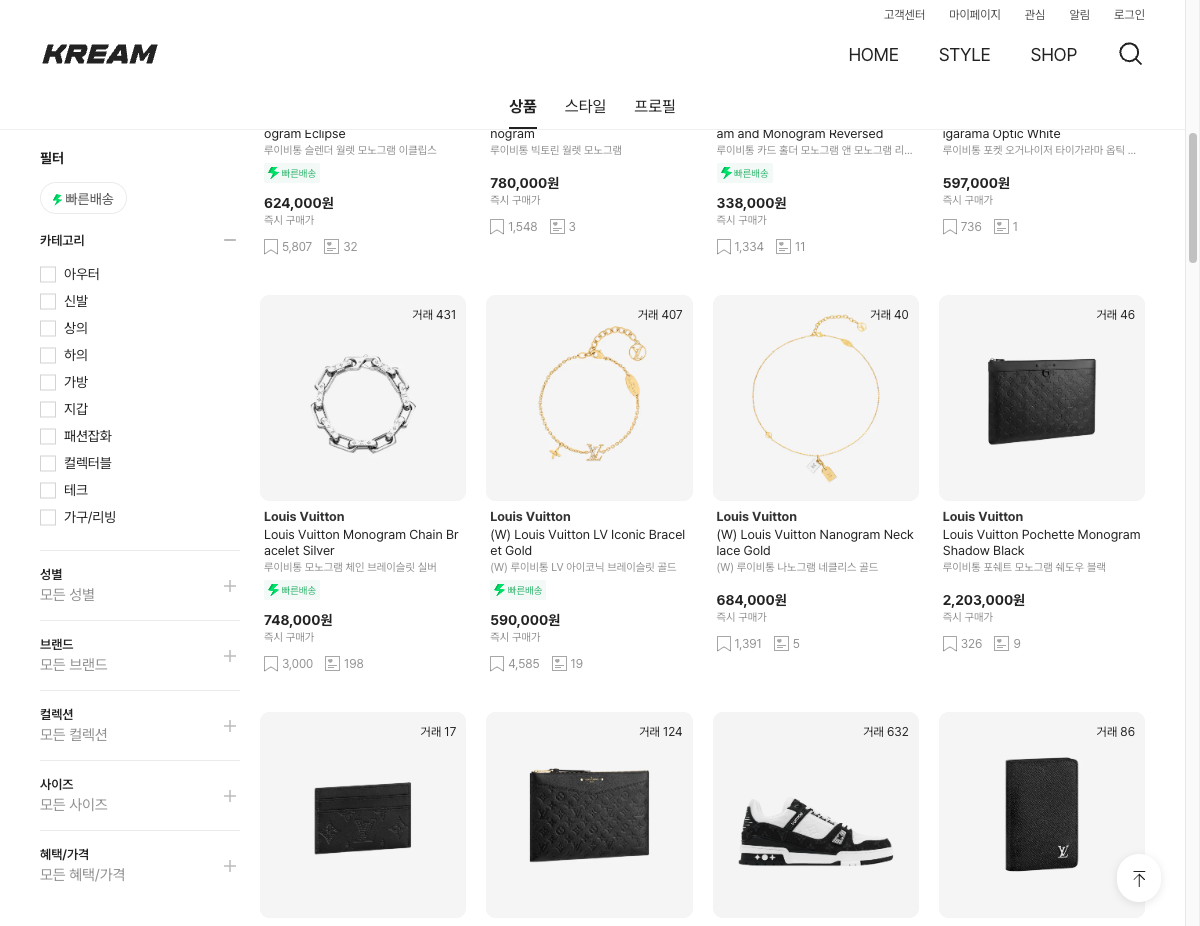 고객센터 마이페이지 관심 알림 로그인
KREAM
HOME STYLE SHOP
상품 스타일 프로필
필터
빠른배송
카테고리
아우터
신발
상의
하의
가방
지갑
패션잡화
컬렉터블
테크
가구/리빙
성별
모든 성별
브랜드
모든 브랜드
컬렉션
모든 컬렉션
사이즈
모든 사이즈
혜택/가격
모든 혜택/가격
ogram Eclipse
루이비통 슬렌더 월렛 모노그램 이클립스
빠른배송
624,000원
즉시 구매가
5,807 32
nogram
루이비통 빅토린 월렛 모노그램
780,000원
즉시 구매가
1,548 3
am and Monogram Reversed
루이비통 카드 홀더 모노그램 앤 모노그램 리...
빠른배송
338,000원
즉시 구매가
1,334 11
igarama Optic White
루이비통 포켓 오거나이저 타이가라마 옵틱 ...
597,000원
즉시 구매가
736 1
거래 431
Louis Vuitton
Louis Vuitton Monogram Chain Br
acelet Silver
루이비통 모노그램 체인 브레이슬릿 실버
빠른배송
748,000원
즉시 구매가
3,000 198
거래 407
Louis Vuitton
(W) Louis Vuitton LV Iconic Bracel
et Gold
(W) 루이비통 LV 아이코닉 브레이슬릿 골드
빠른배송
590,000원
즉시 구매가
4,585 19
거래 40
Louis Vuitton
(W) Louis Vuitton Nanogram Neck
lace Gold
(W) 루이비통 나노그램 네클리스 골드
684,000원
즉시 구매가
1,391 5
거래 46
Louis Vuitton
Louis Vuitton Pochette Monogram
Shadow Black
루이비통 포쉐트 모노그램 쉐도우 블랙
2,203,000원
즉시 구매가
326 9
거래 17
거래 124
거래 632
거래 86